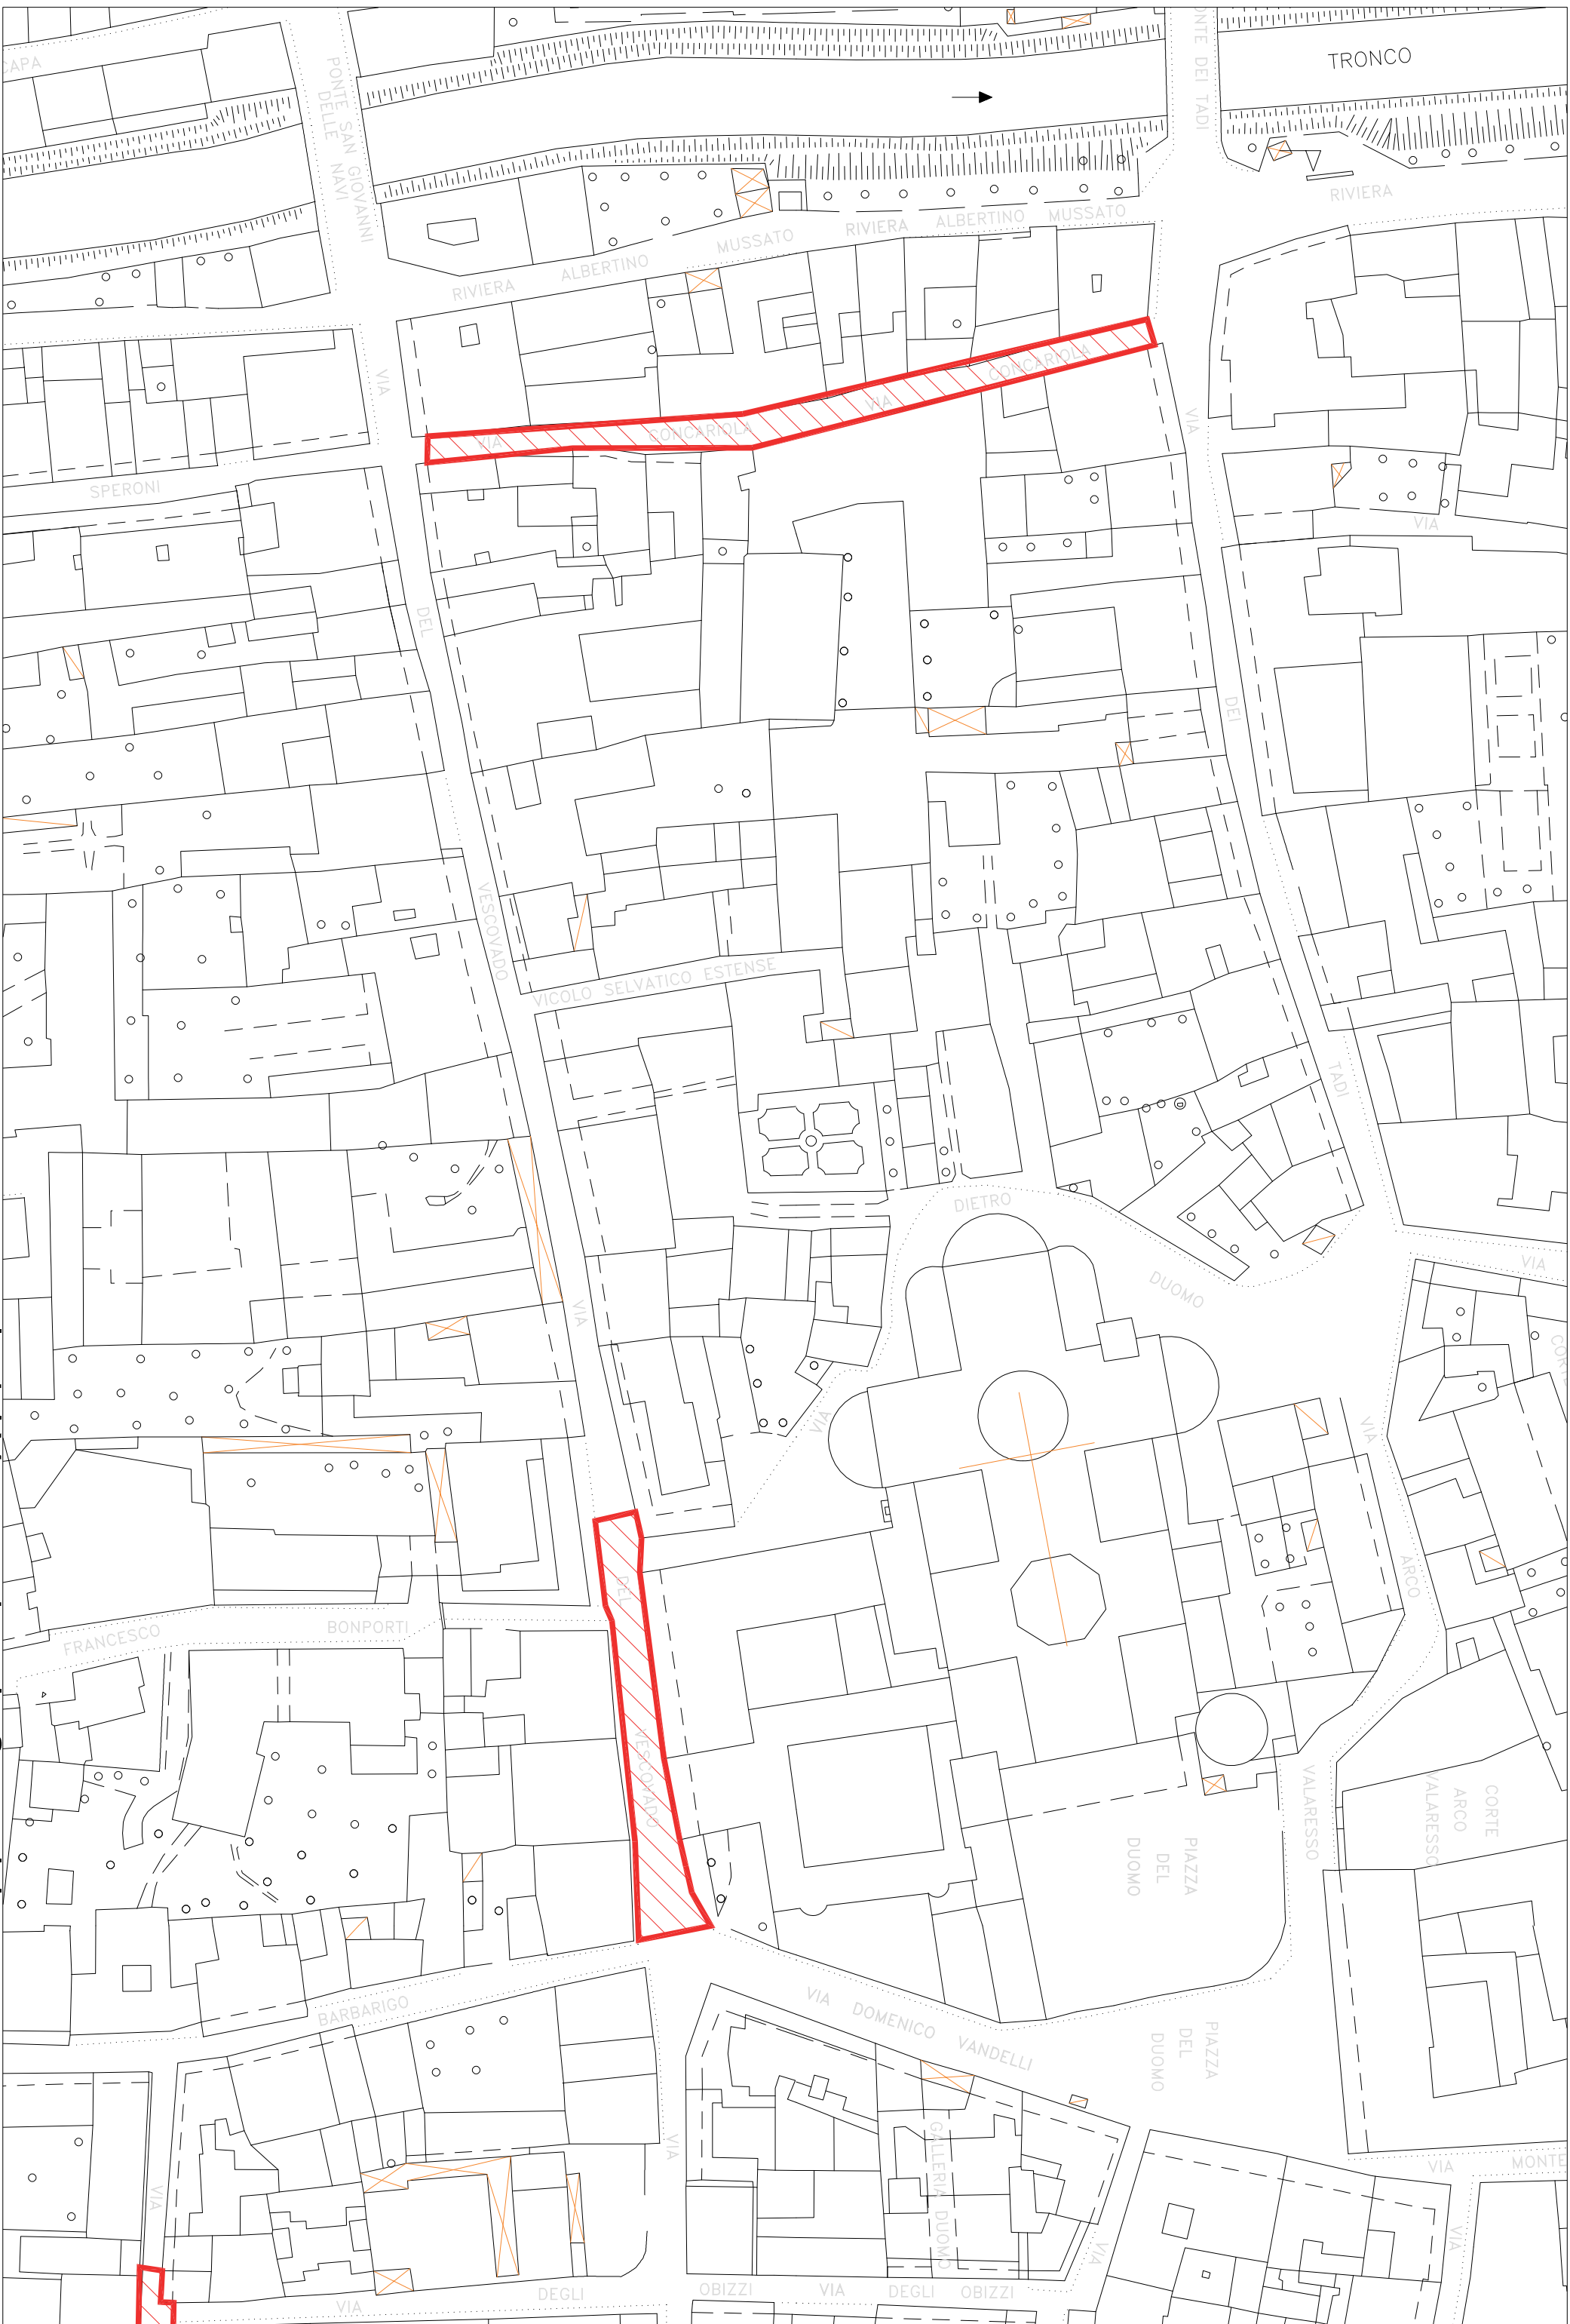 CAPA
PONTE SAN GIOVANNI
DELLE NAVI
PONTE DEI TADI
TRONCO
RIVIERA
RIVIERA ALBERTINO MUSSATO
RIVIERA ALBERTINO MUSSATO
VIA
VIA CONCARIOLA
VIA CONCARIOLA
VIA
SPERONI
VIA
DEL
DEI
VESCOVADO
VICOLO SELVATICO ESTENSE
TADI
DIETRO
DUOMO
VIA
VIA
VIA
VIA
CORTE
ARCO
DEL
FRANCESCO BONPORTI
VESCOVADO
VALARESSO
CORTE
ARCO
VALARESSO
PIAZZA
DEL
DUOMO
BARBARIGO
VIA DOMENICO VANDELLI
PIAZZA
DEL
DUOMO
VIA
GALLERIA DUOMO
VIA MONTE
VIA
VIA
VIA
VIA DEGLI OBIZZI
VIA DEGLI OBIZZI